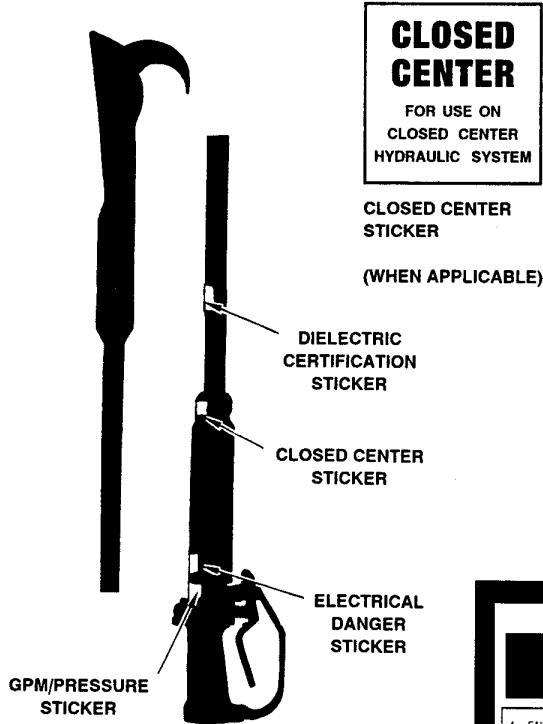 CLOSED
CENTER
FOR USE ON
CLOSED CENTER
HYDRAULIC SYSTEM
CLOSED CENTER
STICKER
(WHEN APPLICABLE)
DIELECTRIC
CERTIFICATION
STICKER
CLOSED CENTER
STICKER
ELECTRICAL
DANGER
STICKER
GPM/PRESSURE
STICKER